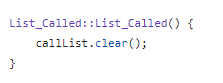 List_Called::List_Called() {
    callList.clear();
}